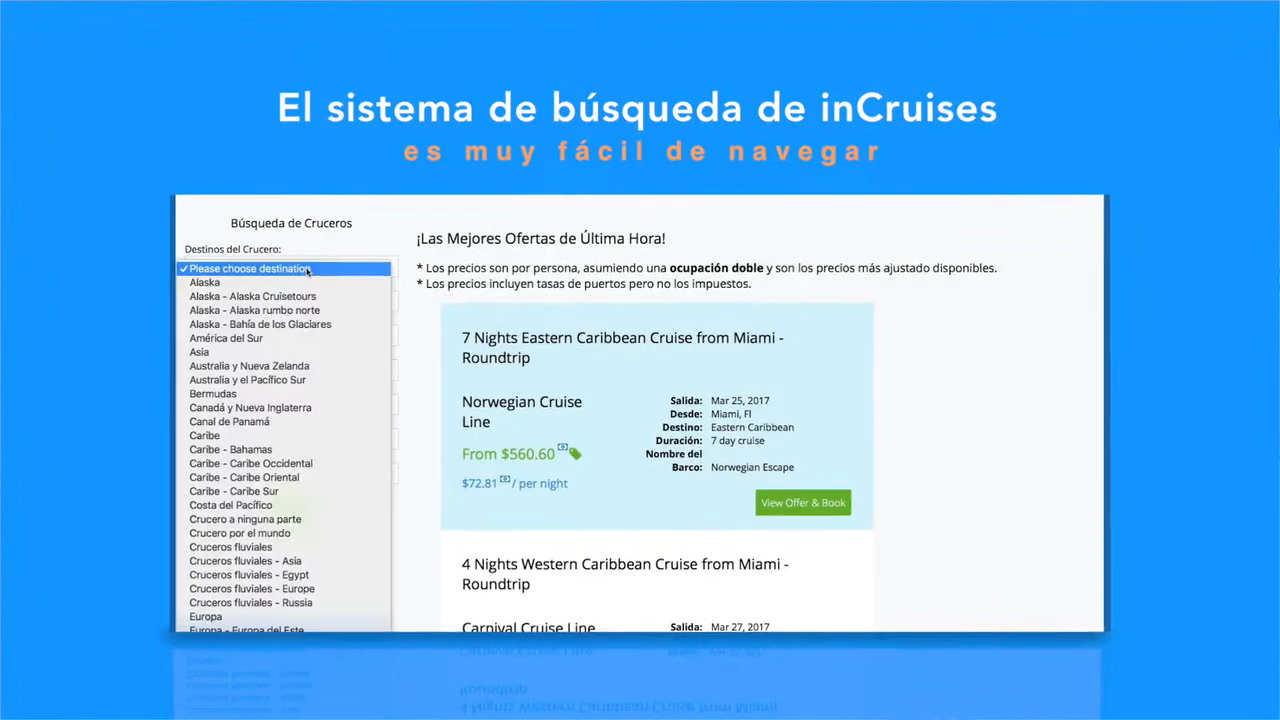 El sistema de búsqueda de inCruises
es muy fácil de navegar
Búsqueda de Cruceros
Destinos del Crucero:
✓ Please choose destination
Alaska
Alaska - Alaska Cruisetours
Alaska - Alaska rumbo norte
Alaska - Bahía de los Glaciares
América del Sur
Asia
Australia y Nueva Zelanda
Australia y el Pacífico Sur
Bermudas
Canadá y Nueva Inglaterra
Canal de Panamá
Caribe
Caribe - Bahamas
Caribe - Caribe Occidental
Caribe - Caribe Oriental
Caribe - Caribe Sur
Costa del Pacífico
Crucero a ninguna parte
Crucero por el mundo
Cruceros fluviales
Cruceros fluviales - Asia
Cruceros fluviales - Egypt
Cruceros fluviales - Europe
Cruceros fluviales - Russia
Europa
Europa - Europa del Este
¡Las Mejores Ofertas de Última Hora!
* Los precios son por persona, asumiendo una ocupación doble y son los precios más ajustado disponibles.
* Los precios incluyen tasas de puertos pero no los impuestos.
7 Nights Eastern Caribbean Cruise from Miami -
Roundtrip
Norwegian Cruise
Line
From $560.60
$72.81 / per night
Salida: Mar 25, 2017
Desde: Miami, Fl
Destino: Eastern Caribbean
Duración: 7 day cruise
Nombre del
Barco: Norwegian Escape
View Offer & Book
4 Nights Western Caribbean Cruise from Miami -
Roundtrip
Carnival Cruise Line
Salida: Mar 27, 2017